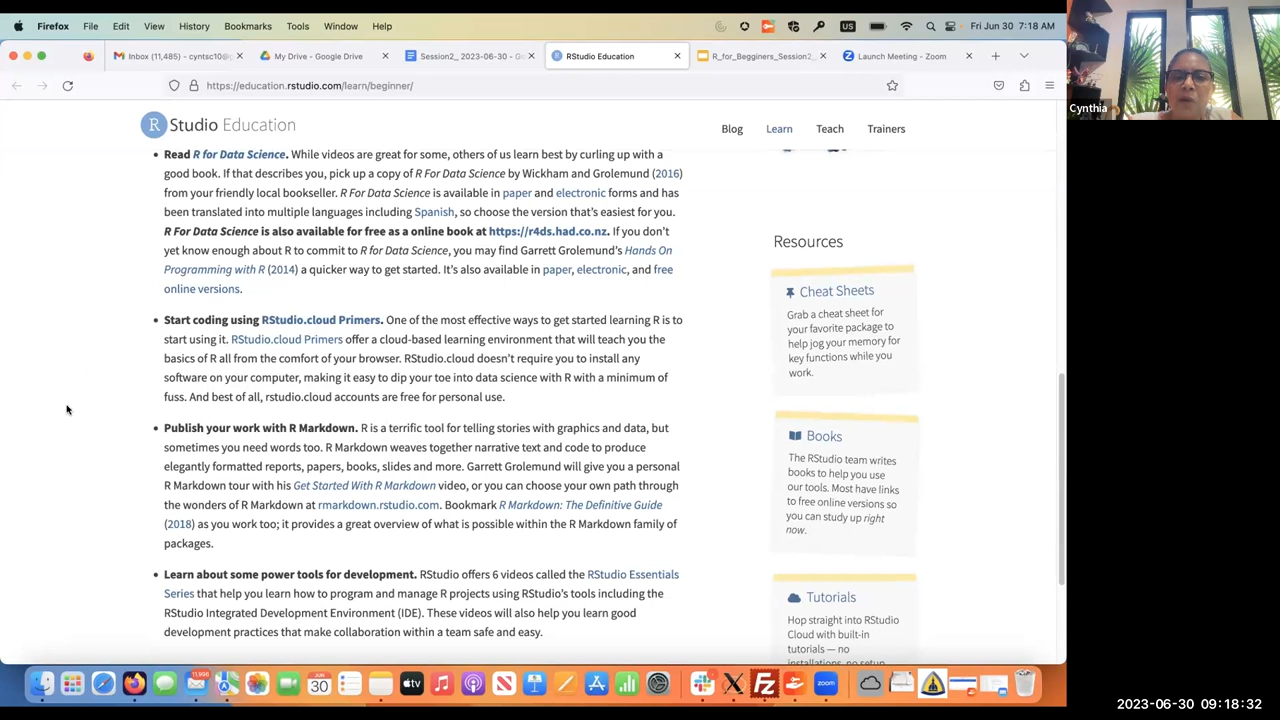 Firefox File Edit View History Bookmarks Tools Window Help US Fri Jun 30 7:18 AM
Inbox (11,485) - cyntsc10@g My Drive - Google Drive Session2_ 2023-06-30 - Go RStudio Education R_for_Begginers_Session2_ Launch Meeting - Zoom
https://education.rstudio.com/learn/beginner/
Cynthia
R Studio Education
Blog Learn Teach Trainers
• Read R for Data Science. While videos are great for some, others of us learn best by curling up with a
good book. If that describes you, pick up a copy of R For Data Science by Wickham and Grolemund (2016)
from your friendly local bookseller. R For Data Science is available in paper and electronic forms and has
been translated into multiple languages including Spanish, so choose the version that's easiest for you.
R For Data Science is also available for free as a online book at https://r4ds.had.co.nz. If you don't
yet know enough about R to commit to R for Data Science, you may find Garrett Grolemund's Hands On
Programming with R (2014) a quicker way to get started. It's also available in paper, electronic, and free
online versions.
• Start coding using RStudio.cloud Primers. One of the most effective ways to get started learning R is to
start using it. RStudio.cloud Primers offer a cloud-based learning environment that will teach you the
basics of R all from the comfort of your browser. RStudio.cloud doesn't require you to install any
software on your computer, making it easy to dip your toe into data science with R with a minimum of
fuss. And best of all, rstudio.cloud accounts are free for personal use.
• Publish your work with R Markdown. R is a terrific tool for telling stories with graphics and data, but
sometimes you need words too. R Markdown weaves together narrative text and code to produce
elegantly formatted reports, papers, books, slides and more. Garrett Grolemund will give you a personal
R Markdown tour with his Get Started With R Markdown video, or you can choose your own path through
the wonders of R Markdown at rmarkdown.rstudio.com. Bookmark R Markdown: The Definitive Guide
(2018) as you work too; it provides a great overview of what is possible within the R Markdown family of
packages.
• Learn about some power tools for development. RStudio offers 6 videos called the RStudio Essentials
Series that help you learn how to program and manage R projects using RStudio's tools including the
RStudio Integrated Development Environment (IDE). These videos will also help you learn good
development practices that make collaboration within a team safe and easy.
Resources
Cheat Sheets
Grab a cheat sheet for
your favorite package to
help jog your memory for
key functions while you
work.
Books
The RStudio team writes
books to help you use
our tools. Most have links
to free online versions so
you can study up right
now.
Tutorials
Hop straight into RStudio
Cloud with built-in
tutorials — no
installations, no setup
JUN
30
tv
Fz
zoom
2023-06-30 09:18:32